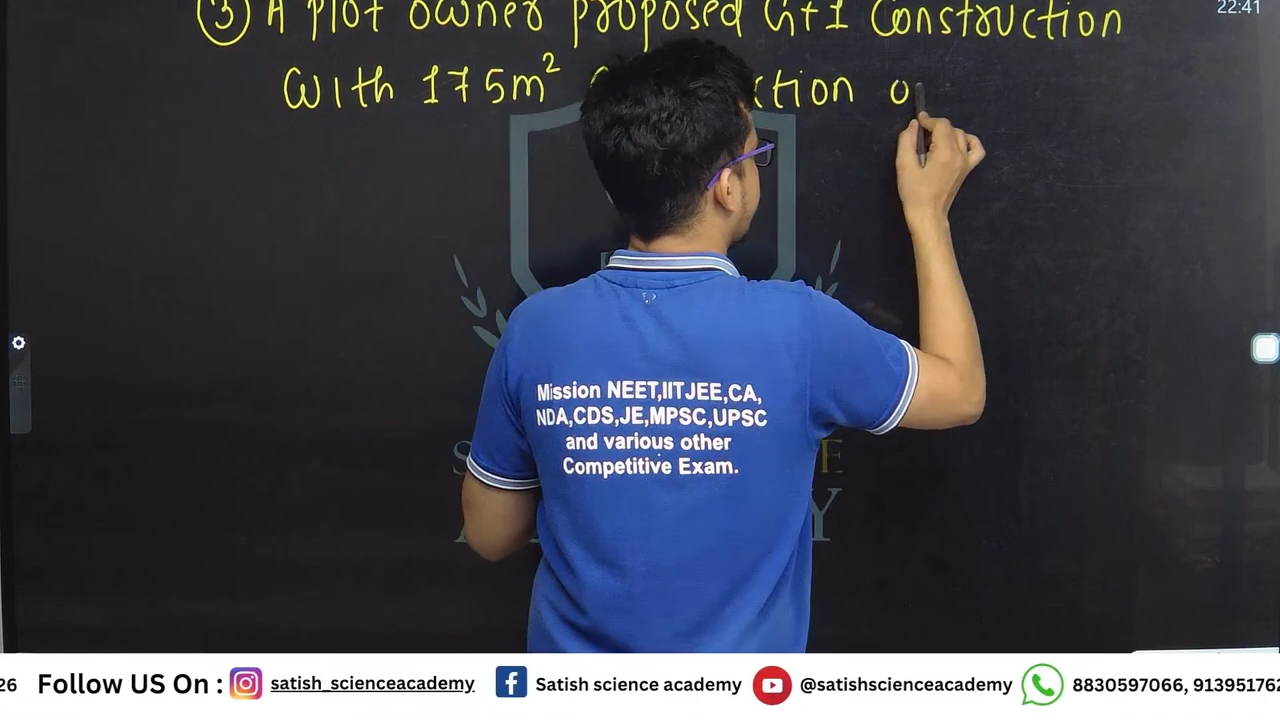 22:41
③ A plot owner proposed G+1 Construction
With 175m² ction o
Mission NEET,IITJEE,CA,
NDA,CDS,JE,MPSC,UPSC
and various other
Competitive Exam.
S E
A Y
26 Follow US On : satish_scienceacademy Satish science academy @satishscienceacademy 8830597066, 913951762